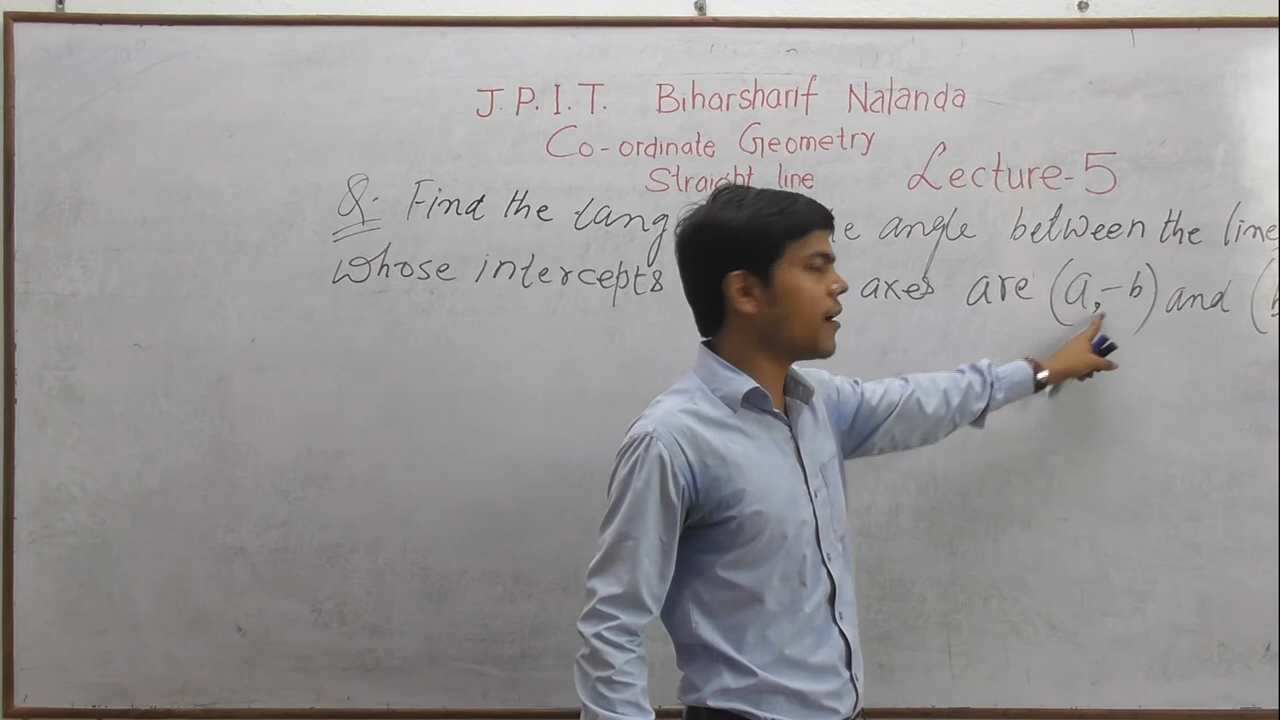 J.P.I.T. Biharsharif Nalanda
Co-ordinate Geometry
Straight line Lecture-5
Q. Find the tang e angle between the line
whose intercepts axes are (a,-b) and (b